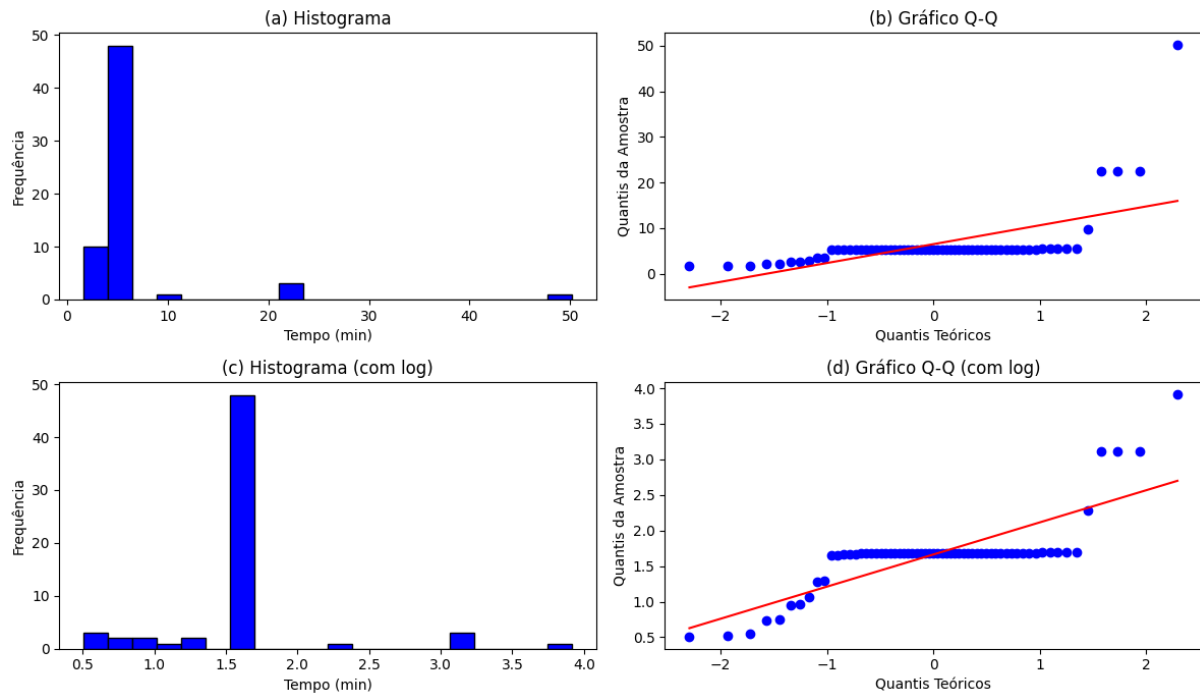 (a) Histograma
50
40
30
20
10
0
Frequência
0 10 20 30 40 50
Tempo (min)
(b) Gráfico Q-Q
50
40
30
20
10
0
Quantis da Amostra
−2 −1 0 1 2
Quantis Teóricos
(c) Histograma (com log)
50
40
30
20
10
0
Frequência
0.5 1.0 1.5 2.0 2.5 3.0 3.5 4.0
Tempo (min)
(d) Gráfico Q-Q (com log)
4.0
3.5
3.0
2.5
2.0
1.5
1.0
0.5
Quantis da Amostra
−2 −1 0 1 2
Quantis Teóricos